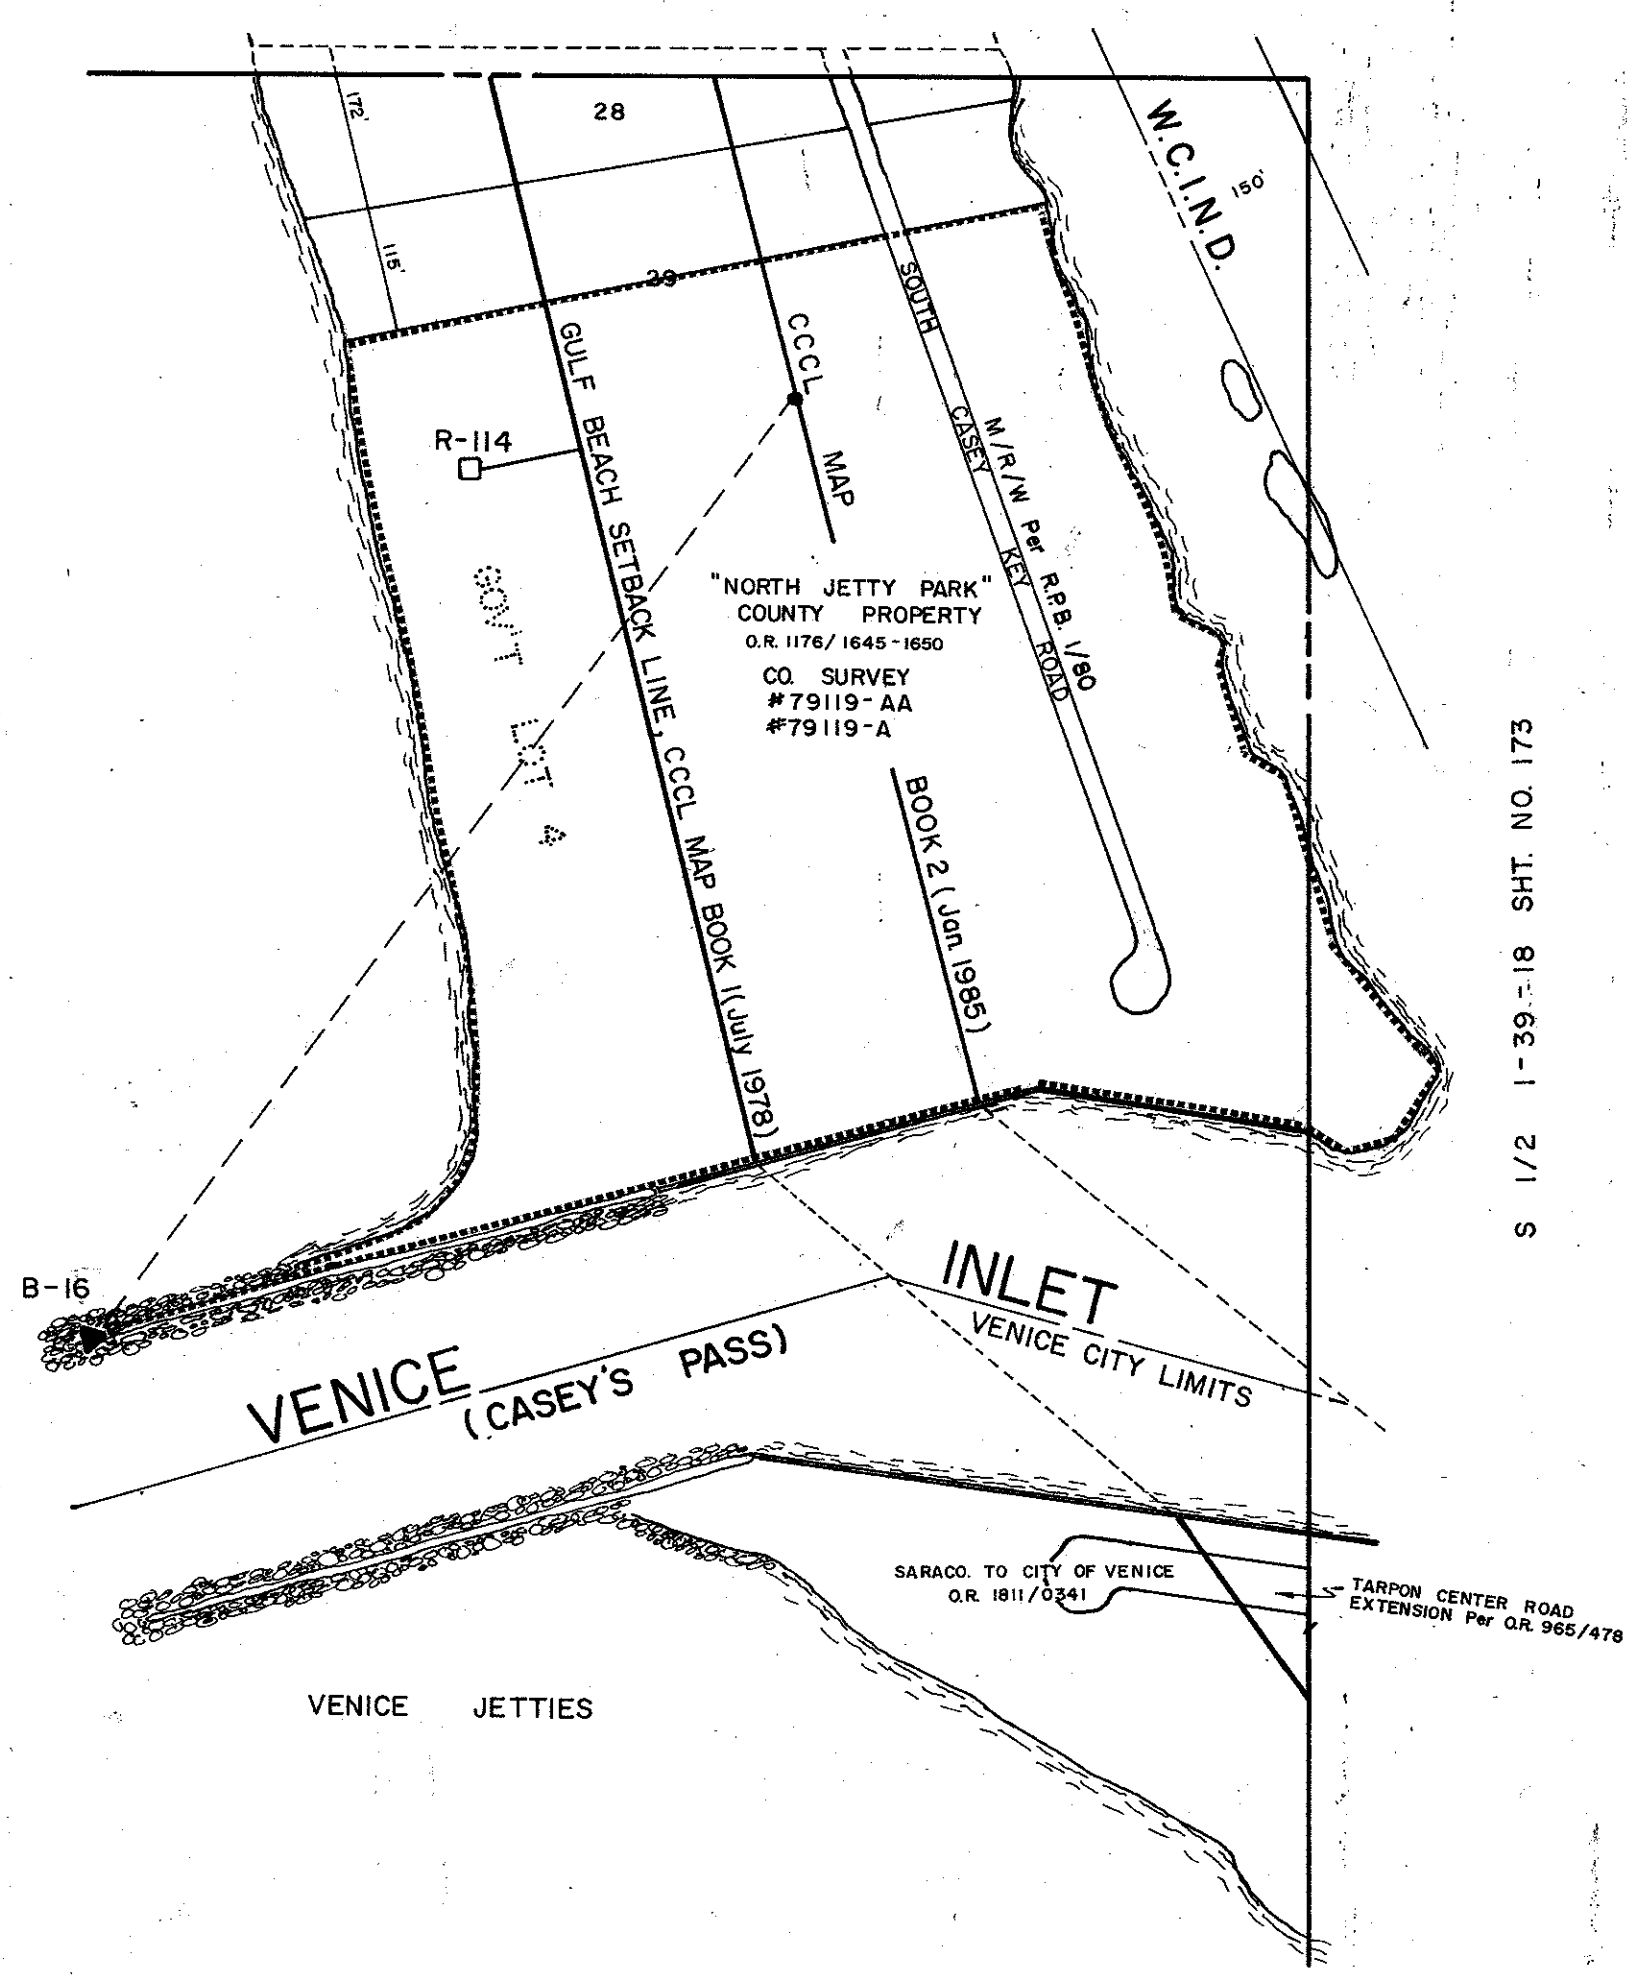 28
172'
W.C.I.N.D.
150'
115'
29
SOUTH CASEY KEY ROAD
M/R/W Per R.P.B. 1/80
CCCL MAP
BOOK 2 (Jan. 1985)
GULF BEACH SETBACK LINE, CCCL MAP BOOK 1 (July 1978)
R-114
GOV'T LOT 4
"NORTH JETTY PARK"
COUNTY PROPERTY
O.R. 1176/1645-1650
CO. SURVEY
#79119-AA
#79119-A
S 1/2 1-39-18 SHT. NO. 173
B-16
VENICE INLET
(CASEY'S PASS)
VENICE CITY LIMITS
SARACO. TO CITY OF VENICE
O.R. 1811/0341
TARPON CENTER ROAD
EXTENSION Per O.R. 965/478
VENICE JETTIES